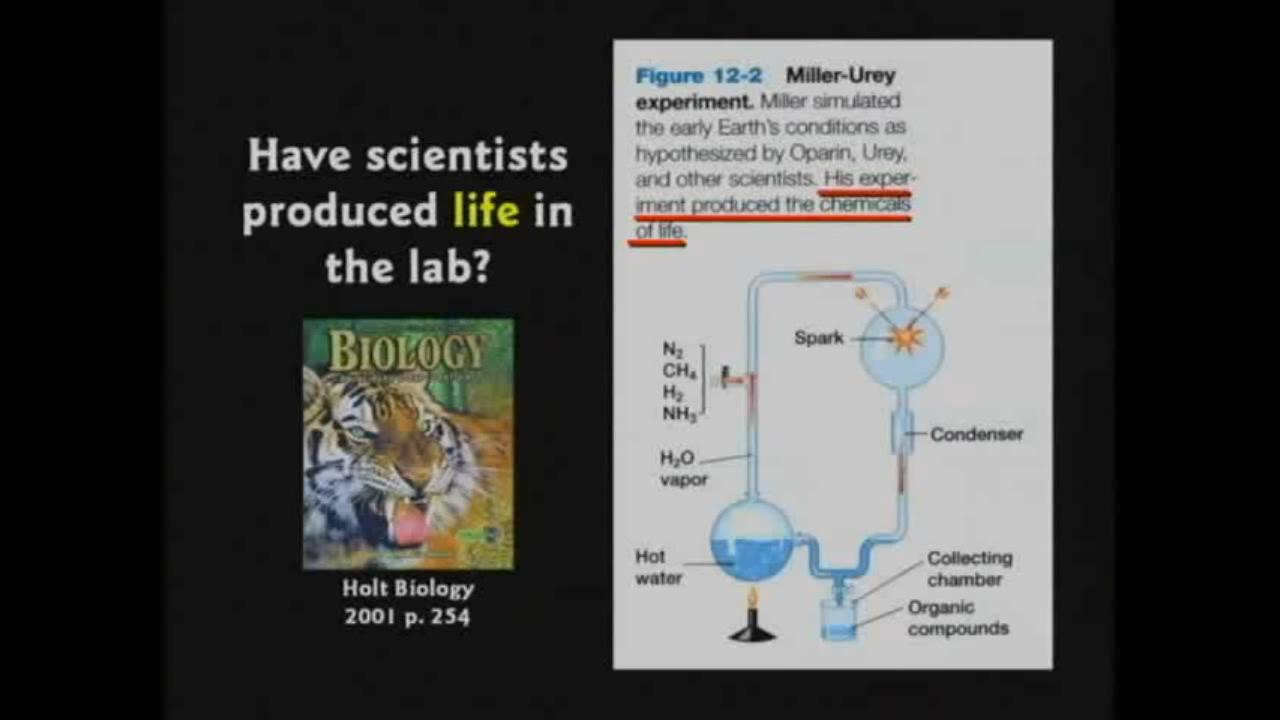 Have scientists
produced life in
the lab?
BIOLOGY
Holt Biology
2001 p. 254
Figure 12-2 Miller-Urey
experiment. Miller simulated
the early Earth's conditions as
hypothesized by Oparin, Urey,
and other scientists. His exper-
iment produced the chemicals
of life.
Spark
N₂
CH₄
H₂
NH₃
Condenser
H₂O
vapor
Hot
water
Collecting
chamber
Organic
compounds